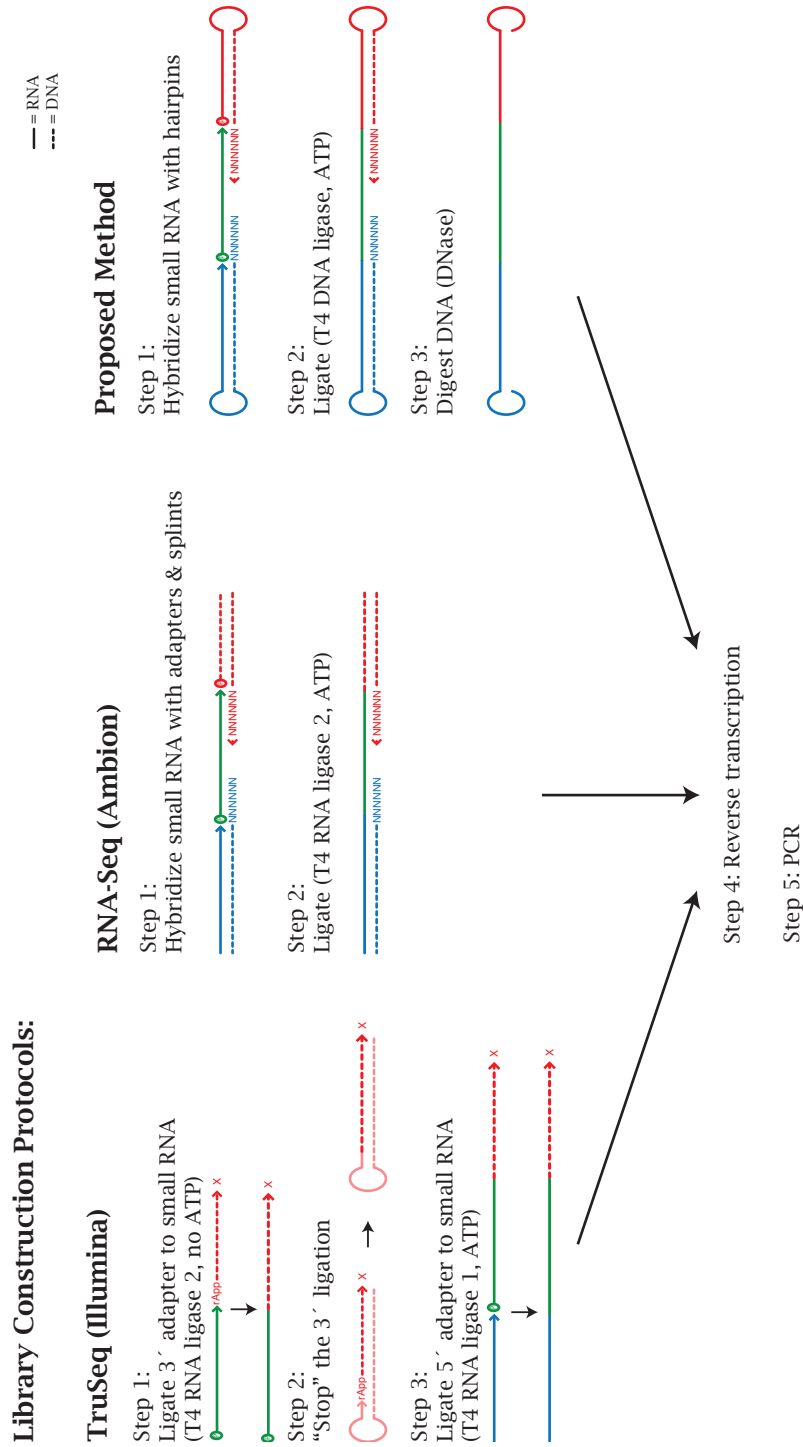 Library Construction Protocols:
= RNA
= DNA
TruSeq (Illumina)
Step 1:
Ligate 3´ adapter to small RNA
(T4 RNA ligase 2, no ATP)
rApp
X
X
Step 2:
“Stop” the 3´ ligation
rApp
X
X
Step 3:
Ligate 5´ adapter to small RNA
(T4 RNA ligase 1, ATP)
X
X
RNA-Seq (Ambion)
Step 1:
Hybridize small RNA with adapters & splints
NNNNNN
NNNNNN
Step 2:
Ligate (T4 RNA ligase 2, ATP)
NNNNNN
NNNNNN
Proposed Method
Step 1:
Hybridize small RNA with hairpins
NNNNNN
NNNNNN
Step 2:
Ligate (T4 DNA ligase, ATP)
NNNNNN
NNNNNN
Step 3:
Digest DNA (DNase)
Step 4: Reverse transcription
Step 5: PCR